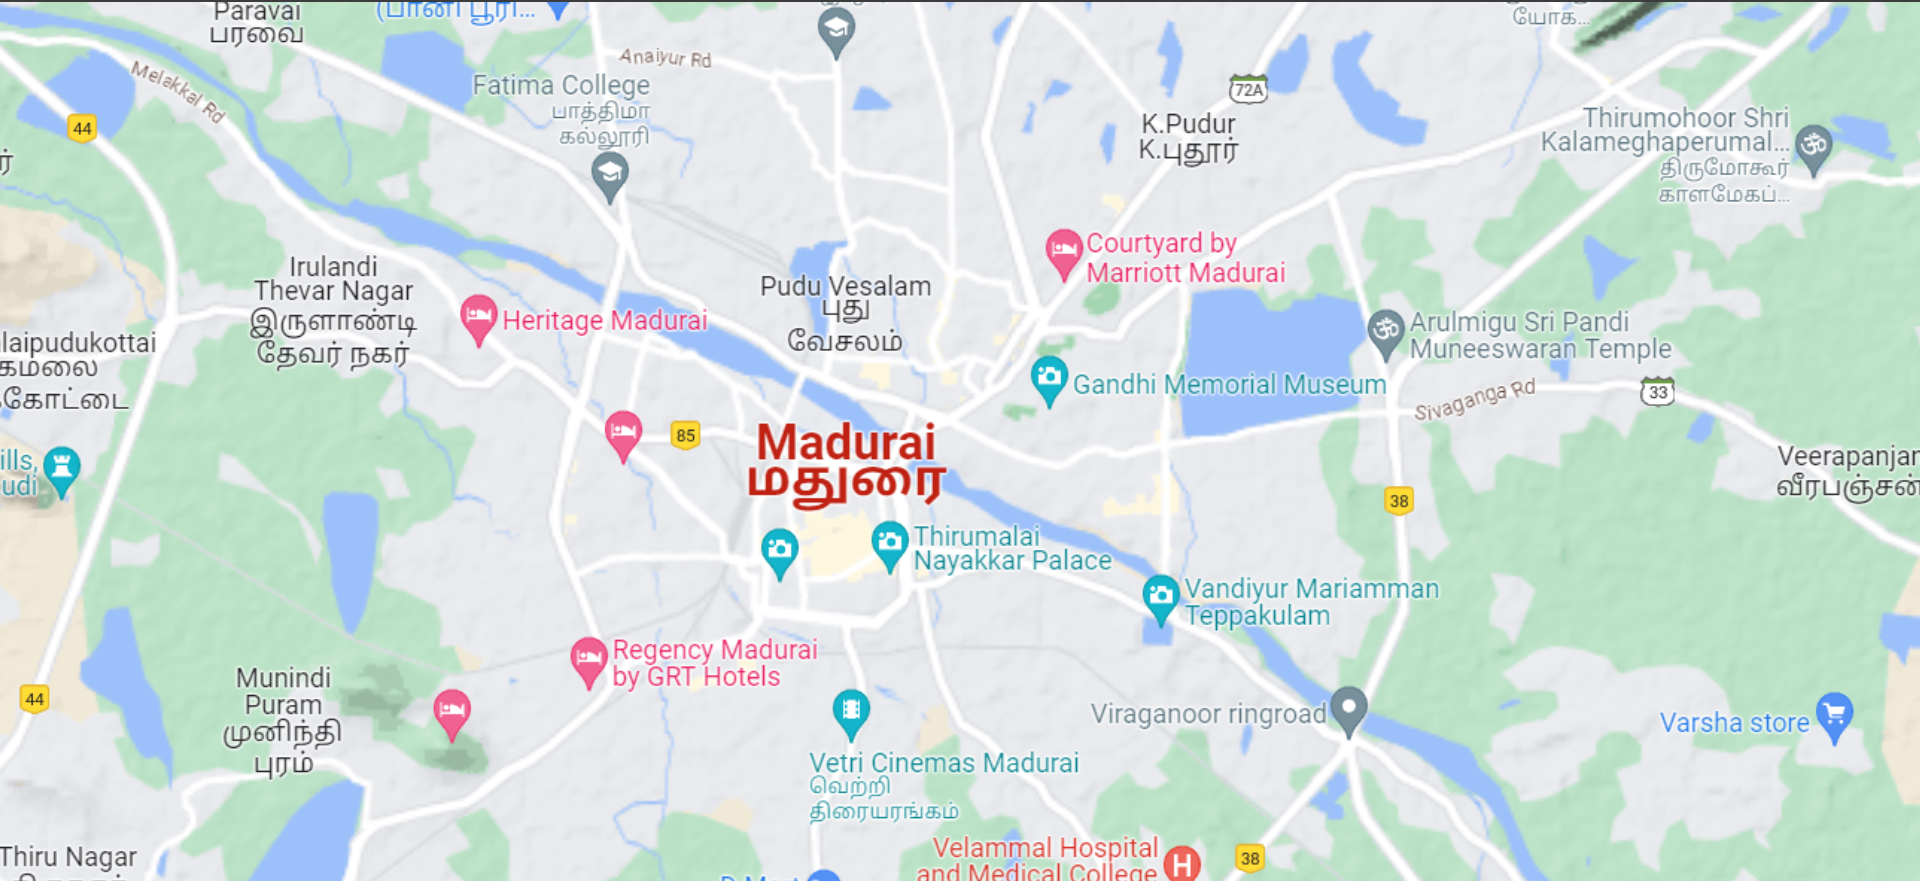 Paravai
பரவை
(பானி பூரி...
Anaiyur Rd
Melakkal Rd
Fatima College
பாத்திமா
கல்லூரி
44
72A
K.Pudur
K.புதூர்
யோக...
Thirumohoor Shri
Kalameghaperumal...
திருமோகூர்
காளமேகப்...
Irulandi
Thevar Nagar
இருளாண்டி
தேவர் நகர்
Heritage Madurai
Pudu Vesalam
புது
வேசலம்
Courtyard by
Marriott Madurai
Arulmigu Sri Pandi
Muneeswaran Temple
laipudukottai
கமலை
கோட்டை
Gandhi Memorial Museum
Sivaganga Rd
33
85
Madurai
மதுரை
ills,
udi
38
Veerapanjan
வீரபஞ்சன்
Thirumalai
Nayakkar Palace
Vandiyur Mariamman
Teppakulam
Regency Madurai
by GRT Hotels
44
Munindi
Puram
முனிந்தி
புரம்
Viraganoor ringroad
Varsha store
Vetri Cinemas Madurai
வெற்றி
திரையரங்கம்
Velammal Hospital
and Medical College
H
38
Thiru Nagar
D Mart